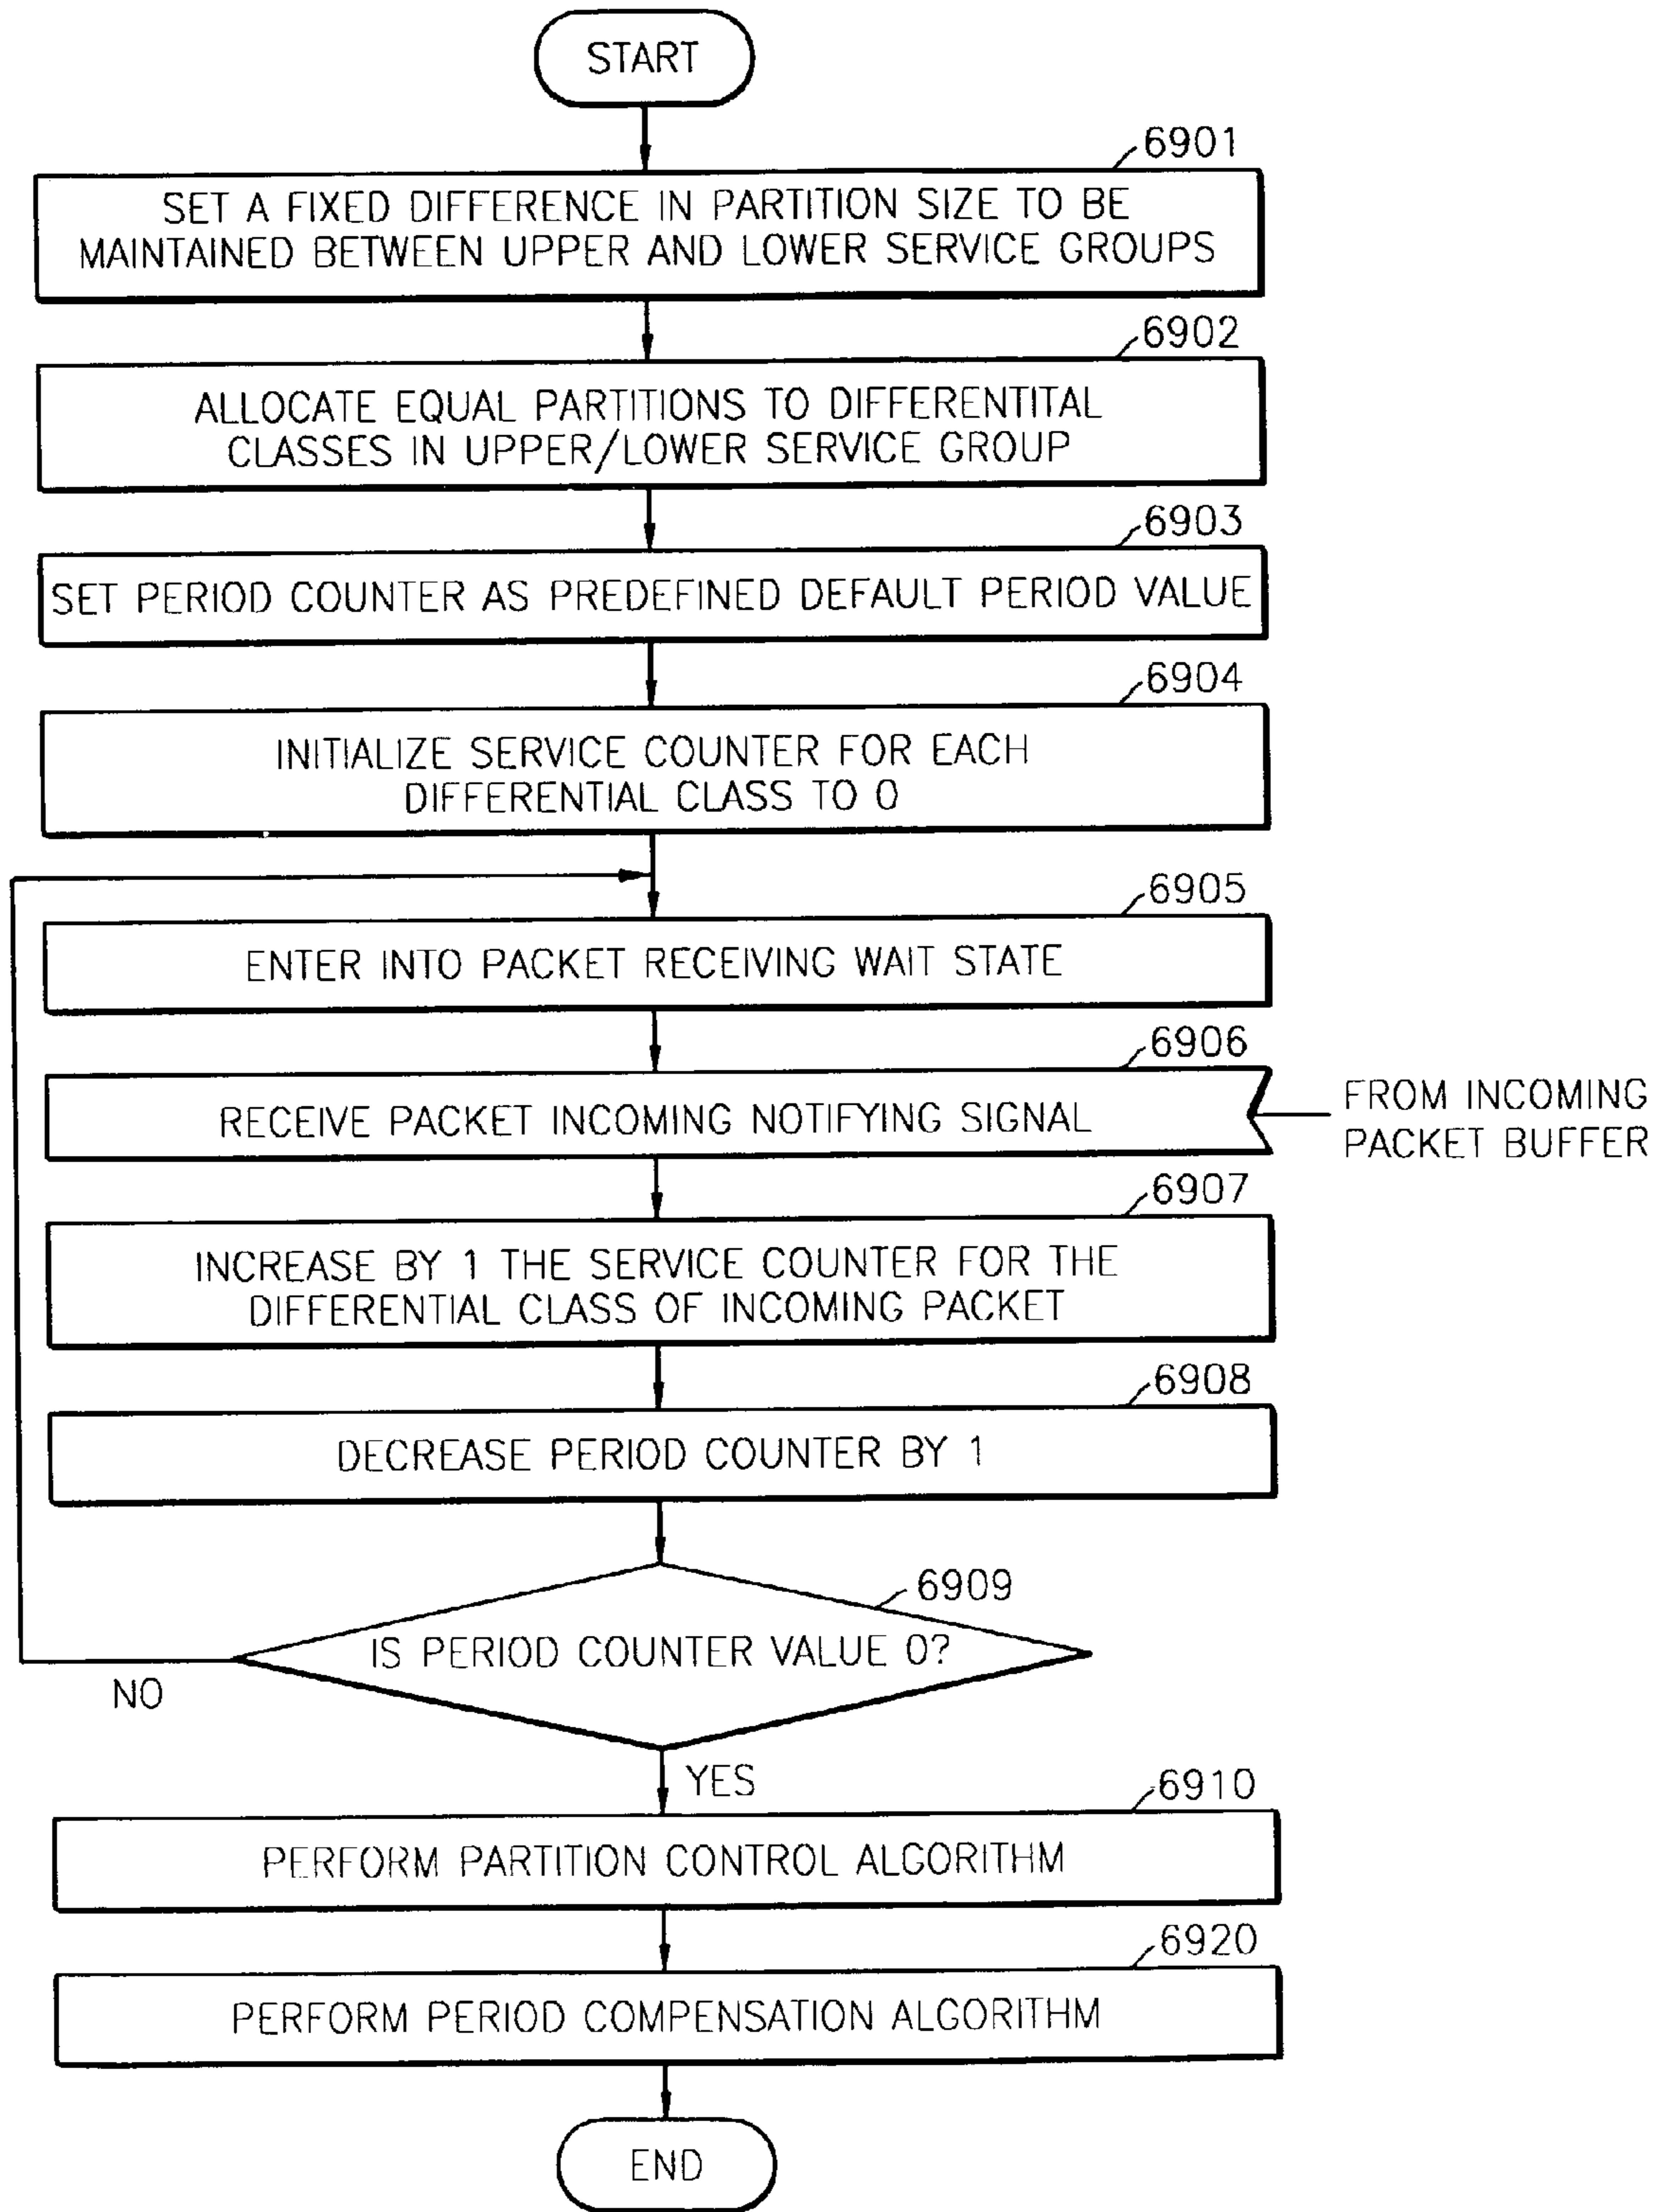 START
6901
SET A FIXED DIFFERENCE IN PARTITION SIZE TO BE
MAINTAINED BETWEEN UPPER AND LOWER SERVICE GROUPS
6902
ALLOCATE EQUAL PARTITIONS TO DIFFERENTITAL
CLASSES IN UPPER/LOWER SERVICE GROUP
6903
SET PERIOD COUNTER AS PREDEFINED DEFAULT PERIOD VALUE
6904
INITIALIZE SERVICE COUNTER FOR EACH
DIFFERENTIAL CLASS TO 0
6905
ENTER INTO PACKET RECEIVING WAIT STATE
6906
RECEIVE PACKET INCOMING NOTIFYING SIGNAL
FROM INCOMING
PACKET BUFFER
6907
INCREASE BY 1 THE SERVICE COUNTER FOR THE
DIFFERENTIAL CLASS OF INCOMING PACKET
6908
DECREASE PERIOD COUNTER BY 1
6909
IS PERIOD COUNTER VALUE 0?
NO
YES
6910
PERFORM PARTITION CONTROL ALGORITHM
6920
PERFORM PERIOD COMPENSATION ALGORITHM
END